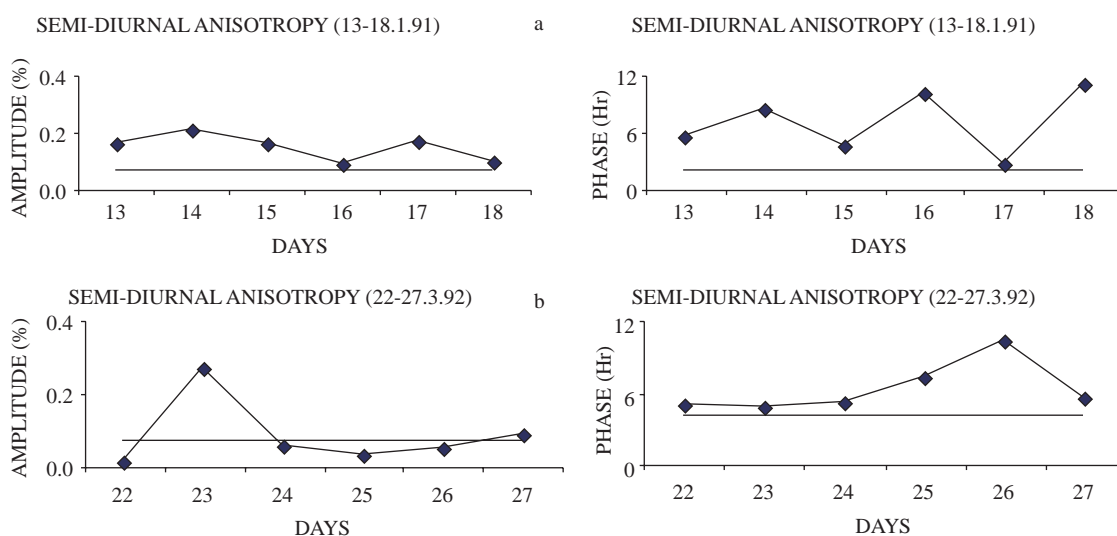 SEMI-DIURNAL ANISOTROPY (13-18.1.91)
a
SEMI-DIURNAL ANISOTROPY (13-18.1.91)
AMPLITUDE (%)
0.4
0.2
0.0
13 14 15 16 17 18
DAYS
PHASE (Hr)
12
6
0
13 14 15 16 17 18
DAYS
SEMI-DIURNAL ANISOTROPY (22-27.3.92)
b
SEMI-DIURNAL ANISOTROPY (22-27.3.92)
AMPLITUDE (%)
0.4
0.2
0.0
22 23 24 25 26 27
DAYS
PHASE (Hr)
12
6
0
22 23 24 25 26 27
DAYS